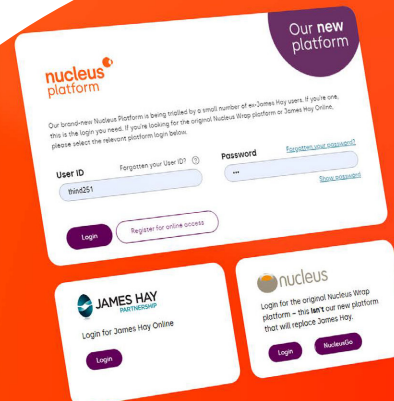 Our new
platform
nucleus
platform
Our brand-new Nucleus Platform is being trialled by a small number of ex-James Hay users. If you're one,
this is the login you need. If you're looking for the original Nucleus Wrap platform or James Hay Online,
please select the relevant platform login below.
User ID
Forgotten your User ID? ?
Password
Forgotten your password?
thind251
•••
Show password
Login
Register for online access
JAMES HAY
PARTNERSHIP
Login for James Hay Online
Login
nucleus
Login for the original Nucleus Wrap
platform – this isn't our new platform
that will replace James Hay.
Login
NucleusGo